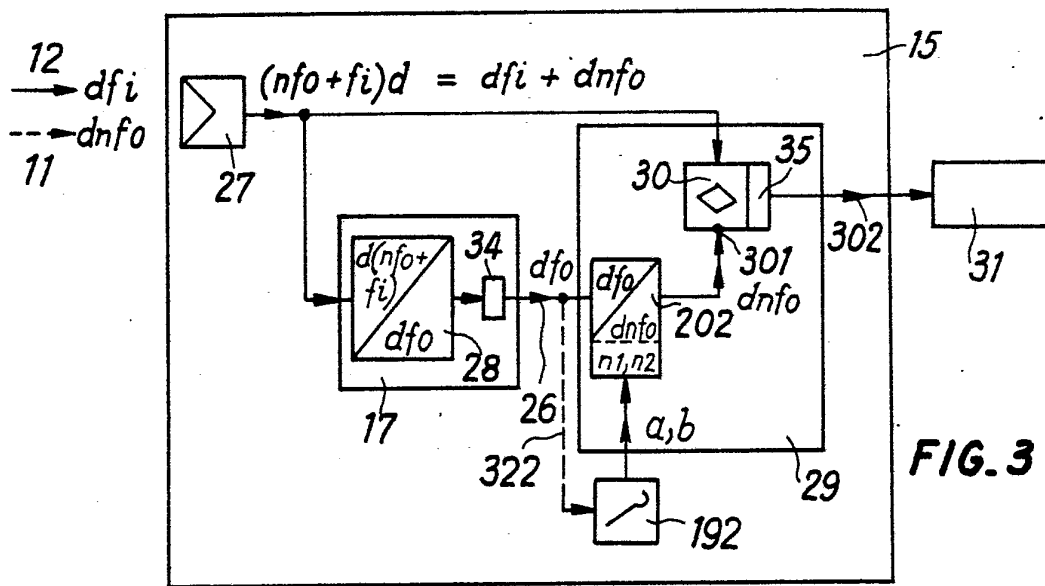 15
12
dfi
dnfo
11
(nfo+fi)d = dfi + dnfo
27
30
35
302
31
301
dnfo
d(nfo+
fi)
dfo
28
34
17
dfo
26
dfo
dnfo
n1,n2
202
322
a,b
29
192
FIG. 3